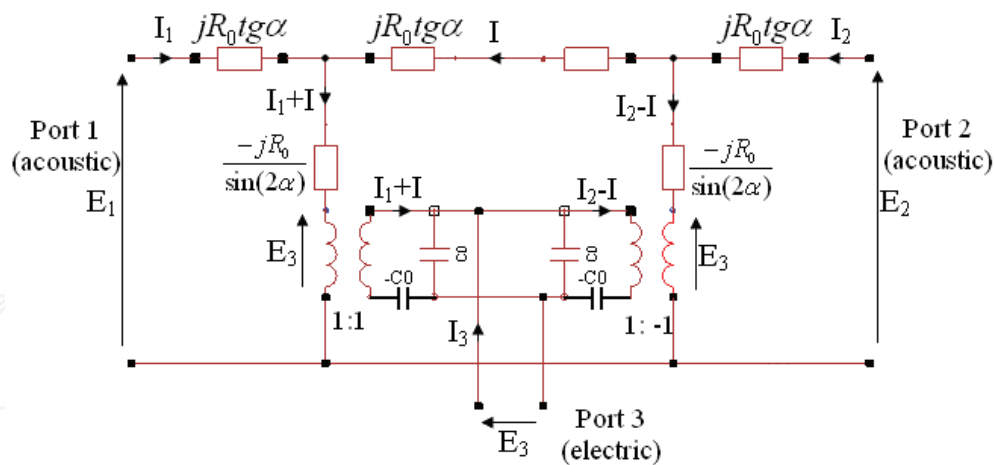 I₁ jR₀tgα jR₀tgα I jR₀tgα I₂
I₁+I I₂-I
Port 1
(acoustic)
E₁
-jR₀
sin(2α)
E₃
1:1
I₁+I I₂-I
∞ ∞
-C0 -C0
I₃
1: -1
-jR₀
sin(2α)
E₃
Port 2
(acoustic)
E₂
E₃
Port 3
(electric)